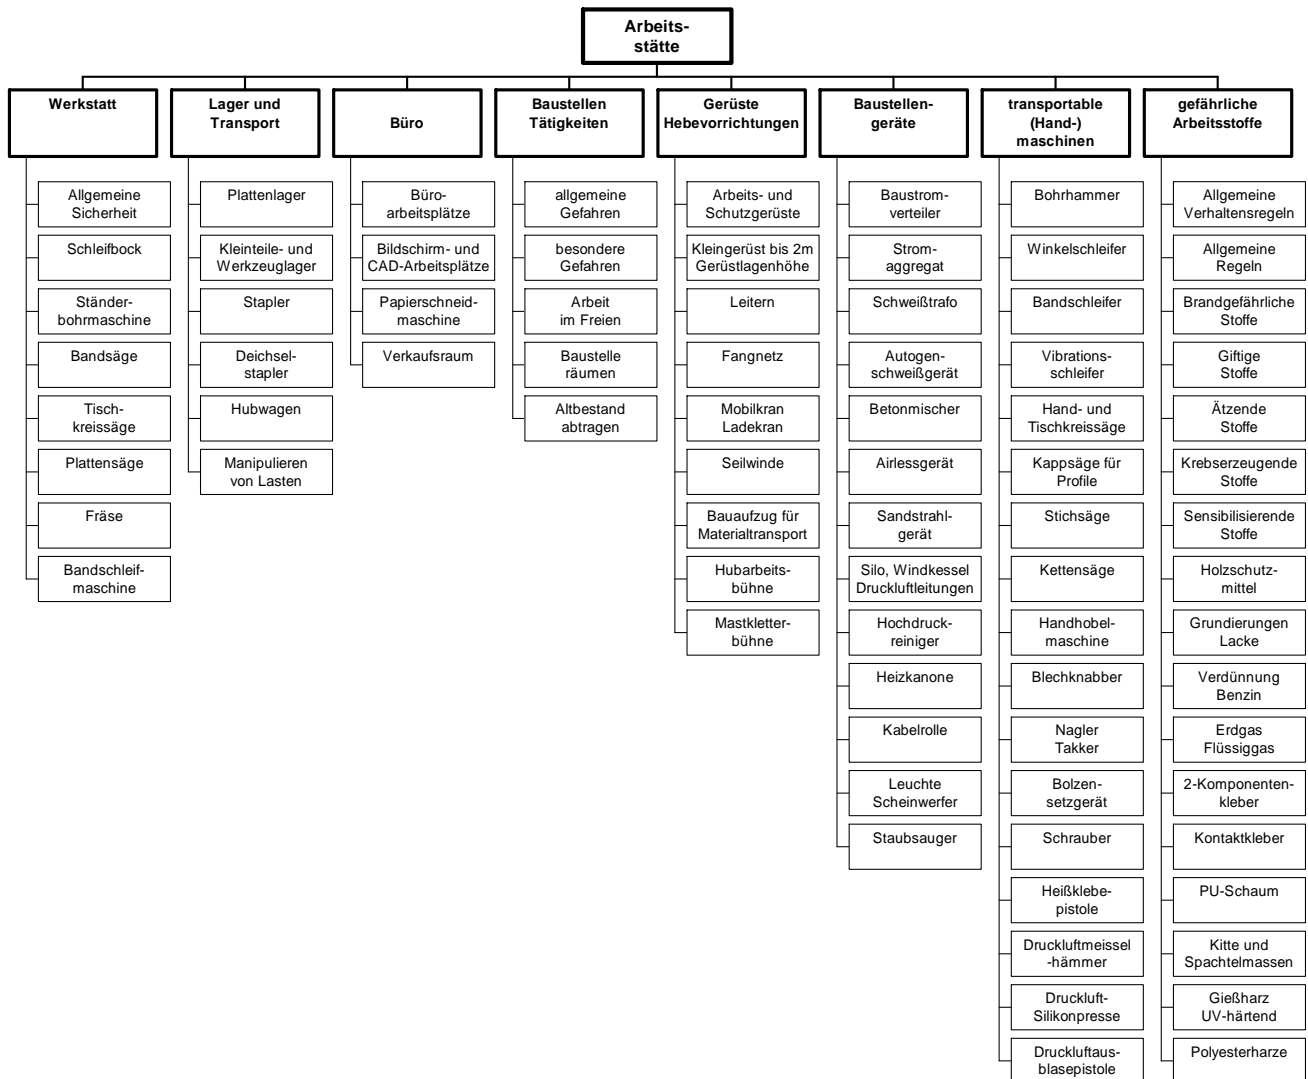 Arbeits-
stätte
Werkstatt
Allgemeine
Sicherheit
Schleifbock
Ständer-
bohrmaschine
Bandsäge
Tisch-
kreissäge
Plattensäge
Fräse
Bandschleif-
maschine
Lager und
Transport
Plattenlager
Kleinteile- und
Werkzeuglager
Stapler
Deichsel-
stapler
Hubwagen
Manipulieren
von Lasten
Büro
Büro-
arbeitsplätze
Bildschirm- und
CAD-Arbeitsplätze
Papierschneid-
maschine
Verkaufsraum
Baustellen
Tätigkeiten
allgemeine
Gefahren
besondere
Gefahren
Arbeit
im Freien
Baustelle
räumen
Altbestand
abtragen
Gerüste
Hebevorrichtungen
Arbeits- und
Schutzgerüste
Kleingerüst bis 2m
Gerüstlagenhöhe
Leitern
Fangnetz
Mobilkran
Ladekran
Seilwinde
Bauaufzug für
Materialtransport
Hubarbeits-
bühne
Mastkletter-
bühne
Baustellen-
geräte
Baustrom-
verteiler
Strom-
aggregat
Schweißtrafo
Autogen-
schweißgerät
Betonmischer
Airlessgerät
Sandstrahl-
gerät
Silo, Windkessel
Druckluftleitungen
Hochdruck-
reiniger
Heizkanone
Kabelrolle
Leuchte
Scheinwerfer
Staubsauger
transportable
(Hand-)
maschinen
Bohrhammer
Winkelschleifer
Bandschleifer
Vibrations-
schleifer
Hand- und
Tischkreissäge
Kappsäge für
Profile
Stichsäge
Kettensäge
Handhobel-
maschine
Blechknabber
Nagler
Takker
Bolzen-
setzgerät
Schrauber
Heißklebe-
pistole
Druckluftmeissel
-hämmer
Druckluft-
Silikonpresse
Druckluftaus-
blasepistole
gefährliche
Arbeitsstoffe
Allgemeine
Verhaltensregeln
Allgemeine
Regeln
Brandgefährliche
Stoffe
Giftige
Stoffe
Ätzende
Stoffe
Krebserzeugende
Stoffe
Sensibilisierende
Stoffe
Holzschutz-
mittel
Grundierungen
Lacke
Verdünnung
Benzin
Erdgas
Flüssiggas
2-Komponenten-
kleber
Kontaktkleber
PU-Schaum
Kitte und
Spachtelmassen
Gießharz
UV-härtend
Polyesterharze